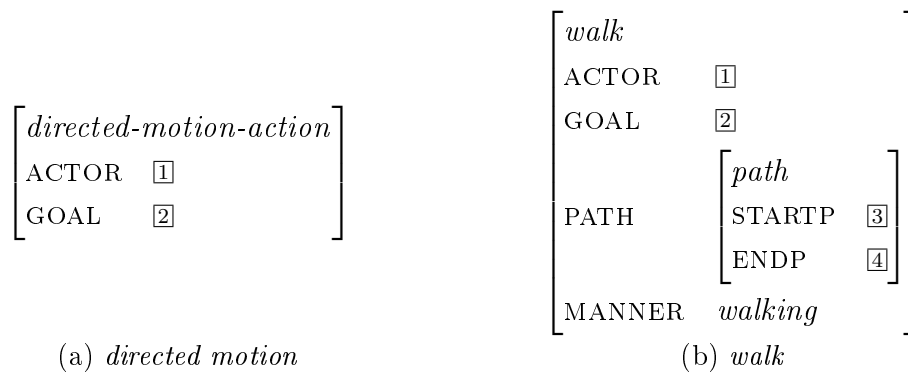 directed-motion-action
ACTOR 1
GOAL 2
(a) directed motion
walk
ACTOR 1
GOAL 2
PATH
path
STARTP 3
ENDP 4
MANNER walking
(b) walk